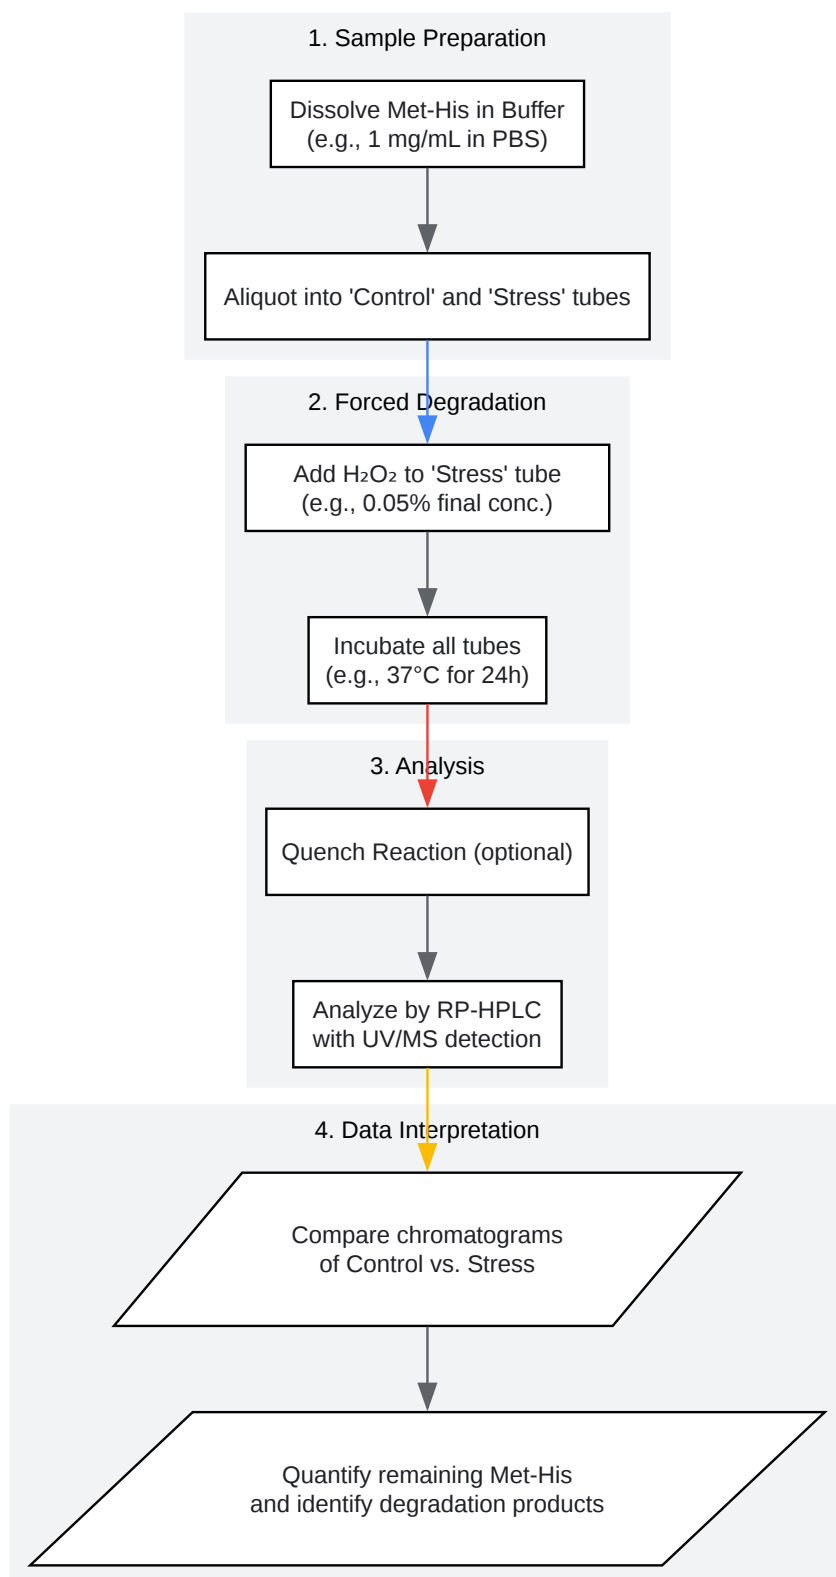 1. Sample Preparation
Dissolve Met-His in Buffer
(e.g., 1 mg/mL in PBS)
Aliquot into 'Control' and 'Stress' tubes
2. Forced Degradation
Add H₂O₂ to 'Stress' tube
(e.g., 0.05% final conc.)
Incubate all tubes
(e.g., 37°C for 24h)
3. Analysis
Quench Reaction (optional)
Analyze by RP-HPLC
with UV/MS detection
4. Data Interpretation
Compare chromatograms
of Control vs. Stress
Quantify remaining Met-His
and identify degradation products